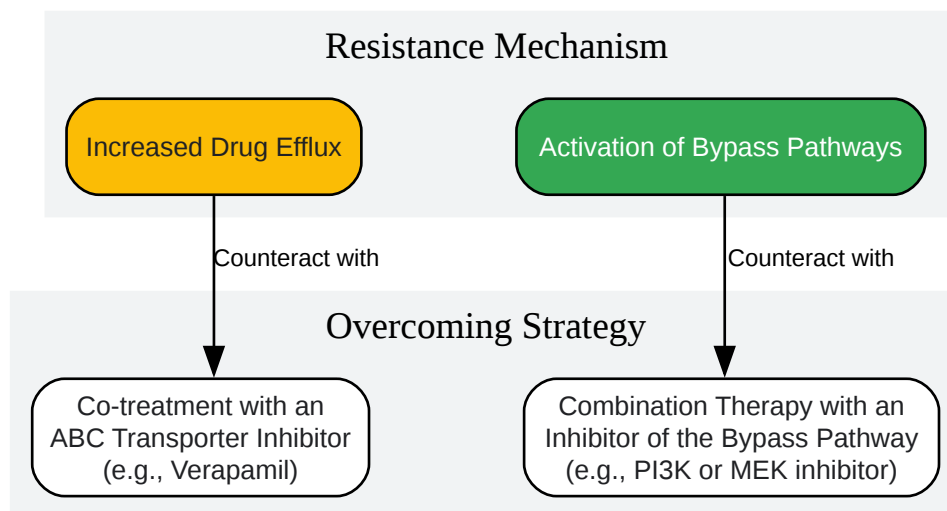 Resistance Mechanism
Increased Drug Efflux
Activation of Bypass Pathways
Counteract with
Counteract with
Overcoming Strategy
Co-treatment with an
ABC Transporter Inhibitor
(e.g., Verapamil)
Combination Therapy with an
Inhibitor of the Bypass Pathway
(e.g., PI3K or MEK inhibitor)